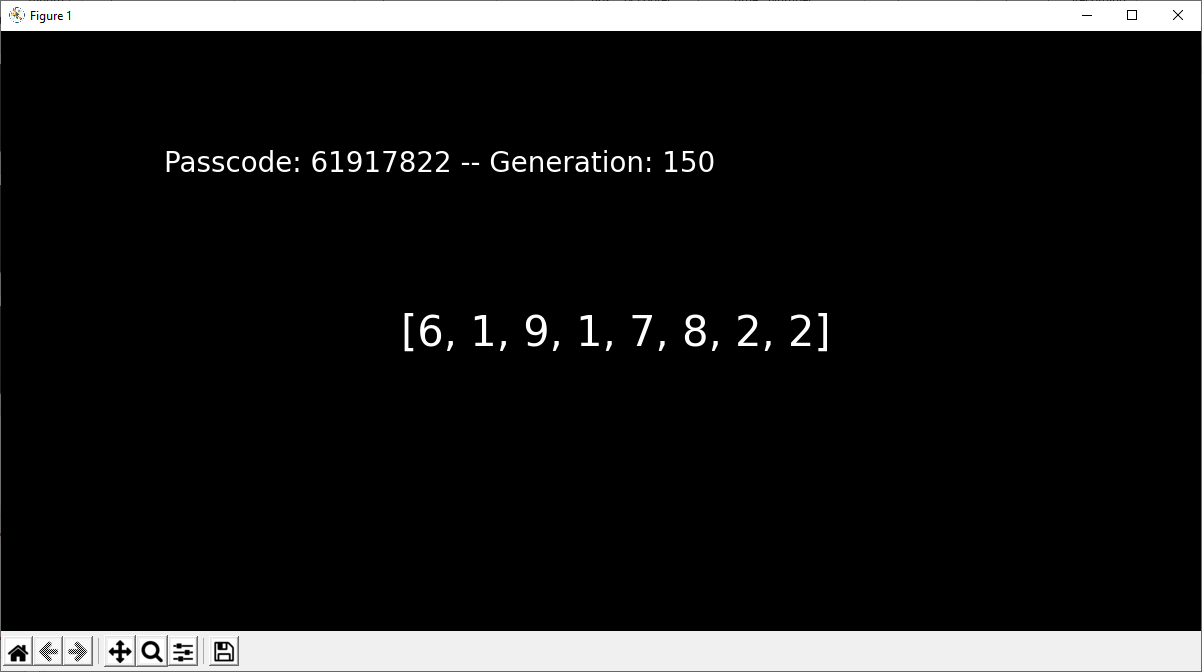 Figure 1
Passcode: 61917822 -- Generation: 150
[6, 1, 9, 1, 7, 8, 2, 2]